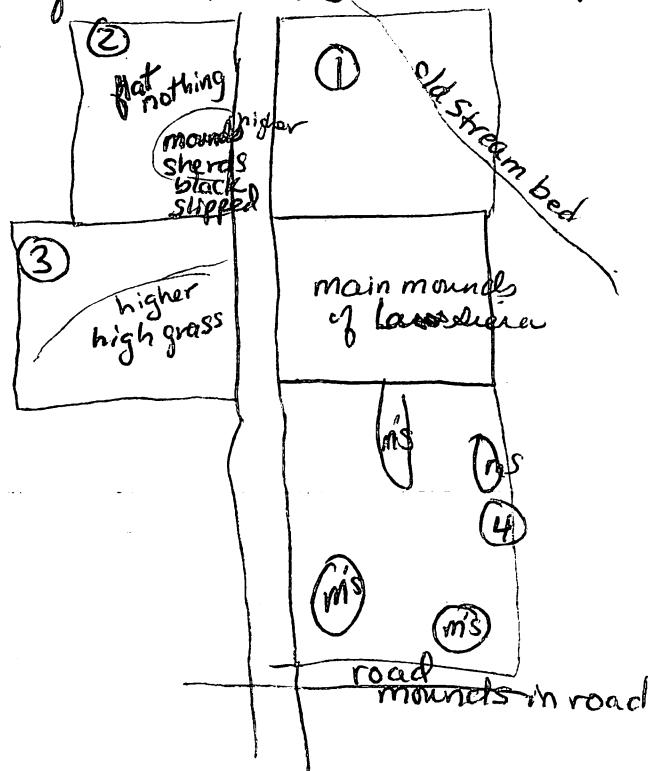 2
flat
nothing
higher
mounds
sherds
black
slipped
1
old stream bed
3
higher
high grass
main mounds
of
m's
m's
4
m's
m's
road
mounds in road